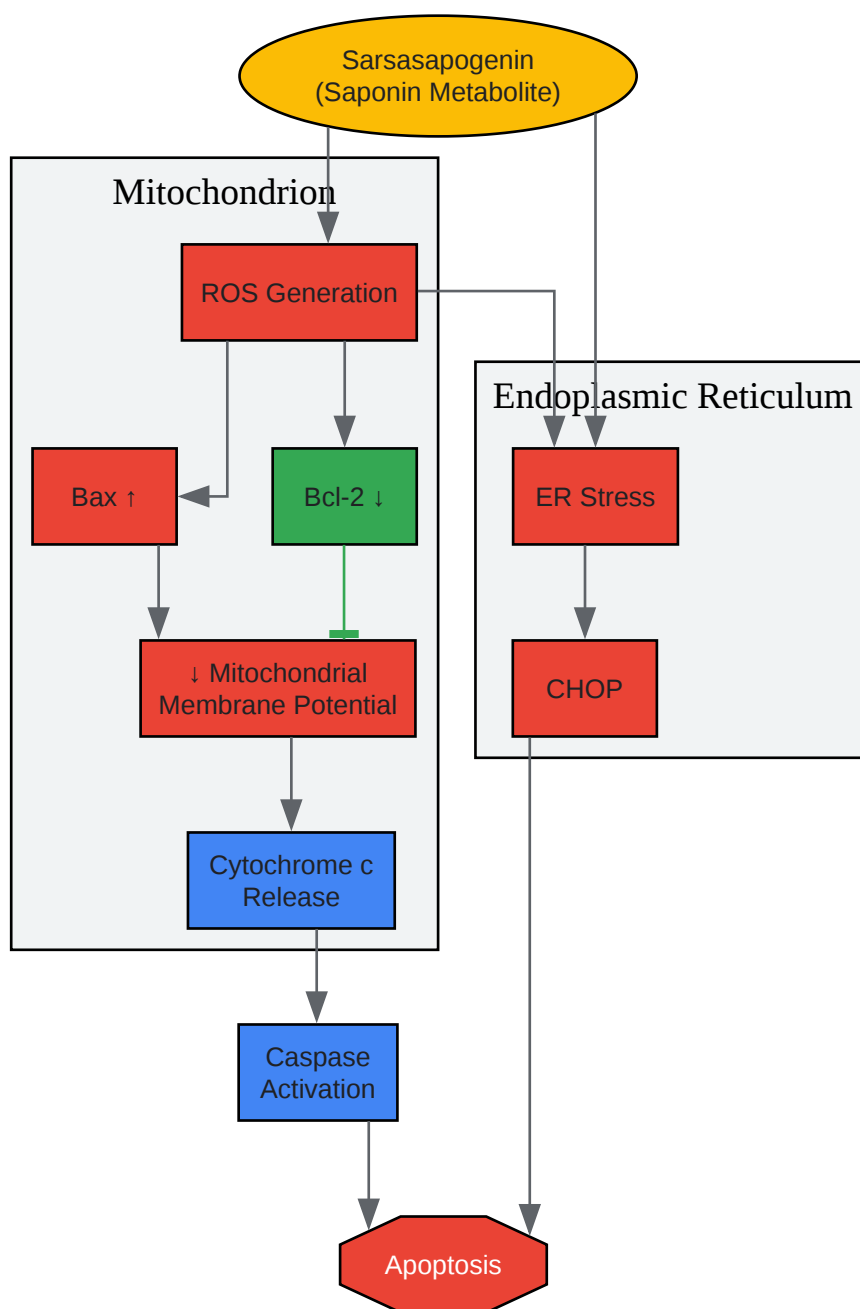 Sarsasapogenin
(Saponin Metabolite)
Mitochondrion
ROS Generation
Endoplasmic Reticulum
Bax ↑
Bcl-2 ↓
ER Stress
↓ Mitochondrial
Membrane Potential
CHOP
Cytochrome c
Release
Caspase
Activation
Apoptosis